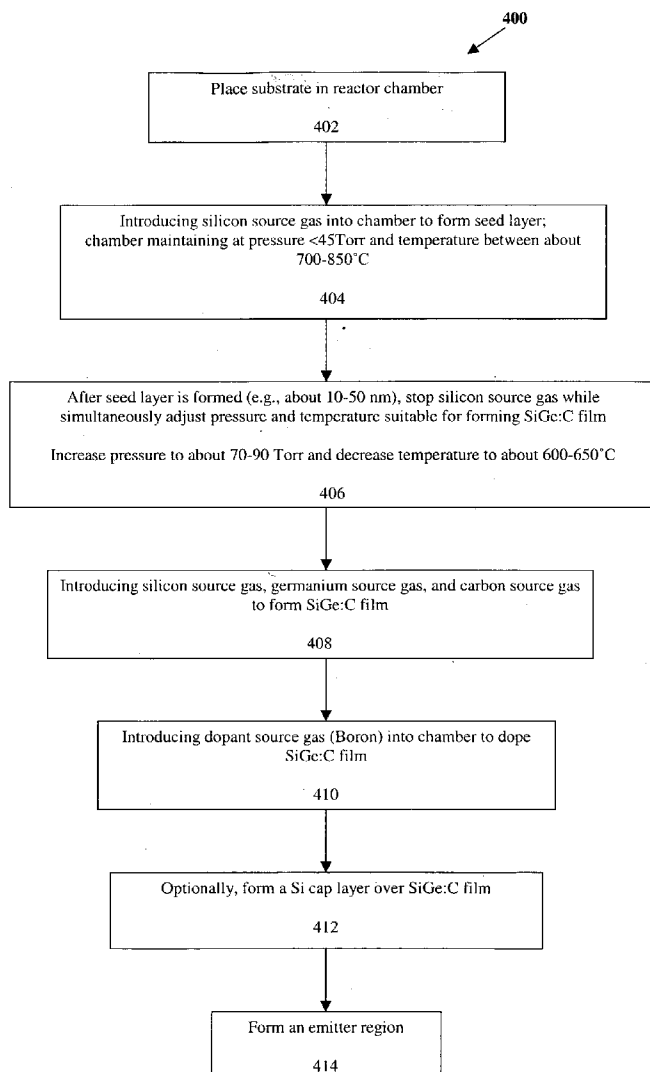 400
Place substrate in reactor chamber
402
Introducing silicon source gas into chamber to form seed layer;
chamber maintaining at pressure <45Torr and temperature between about
700-850˚C
404
After seed layer is formed (e.g., about 10-50 nm), stop silicon source gas while
simultaneously adjust pressure and temperature suitable for forming SiGe:C film
Increase pressure to about 70-90 Torr and decrease temperature to about 600-650˚C
406
Introducing silicon source gas, germanium source gas, and carbon source gas
to form SiGe:C film
408
Introducing dopant source gas (Boron) into chamber to dope
SiGe:C film
410
Optionally, form a Si cap layer over SiGe:C film
412
Form an emitter region
414